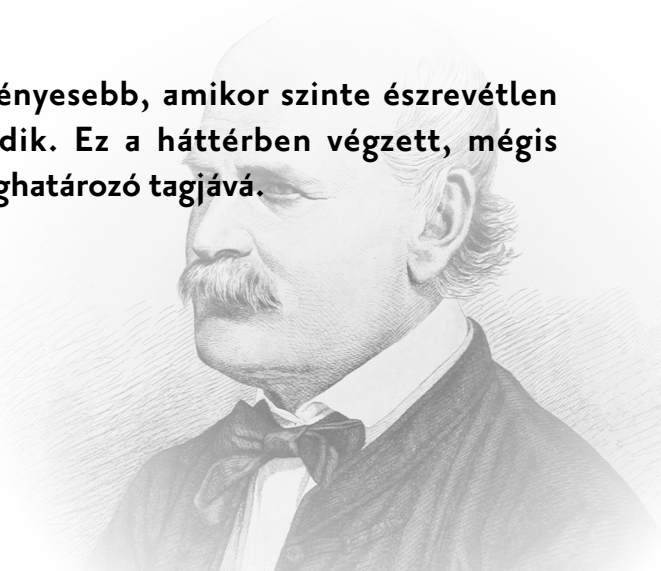 ényesebb, amikor szinte észrevétlen
dik. Ez a háttérben végzett, mégis
ghatározó tagjává.